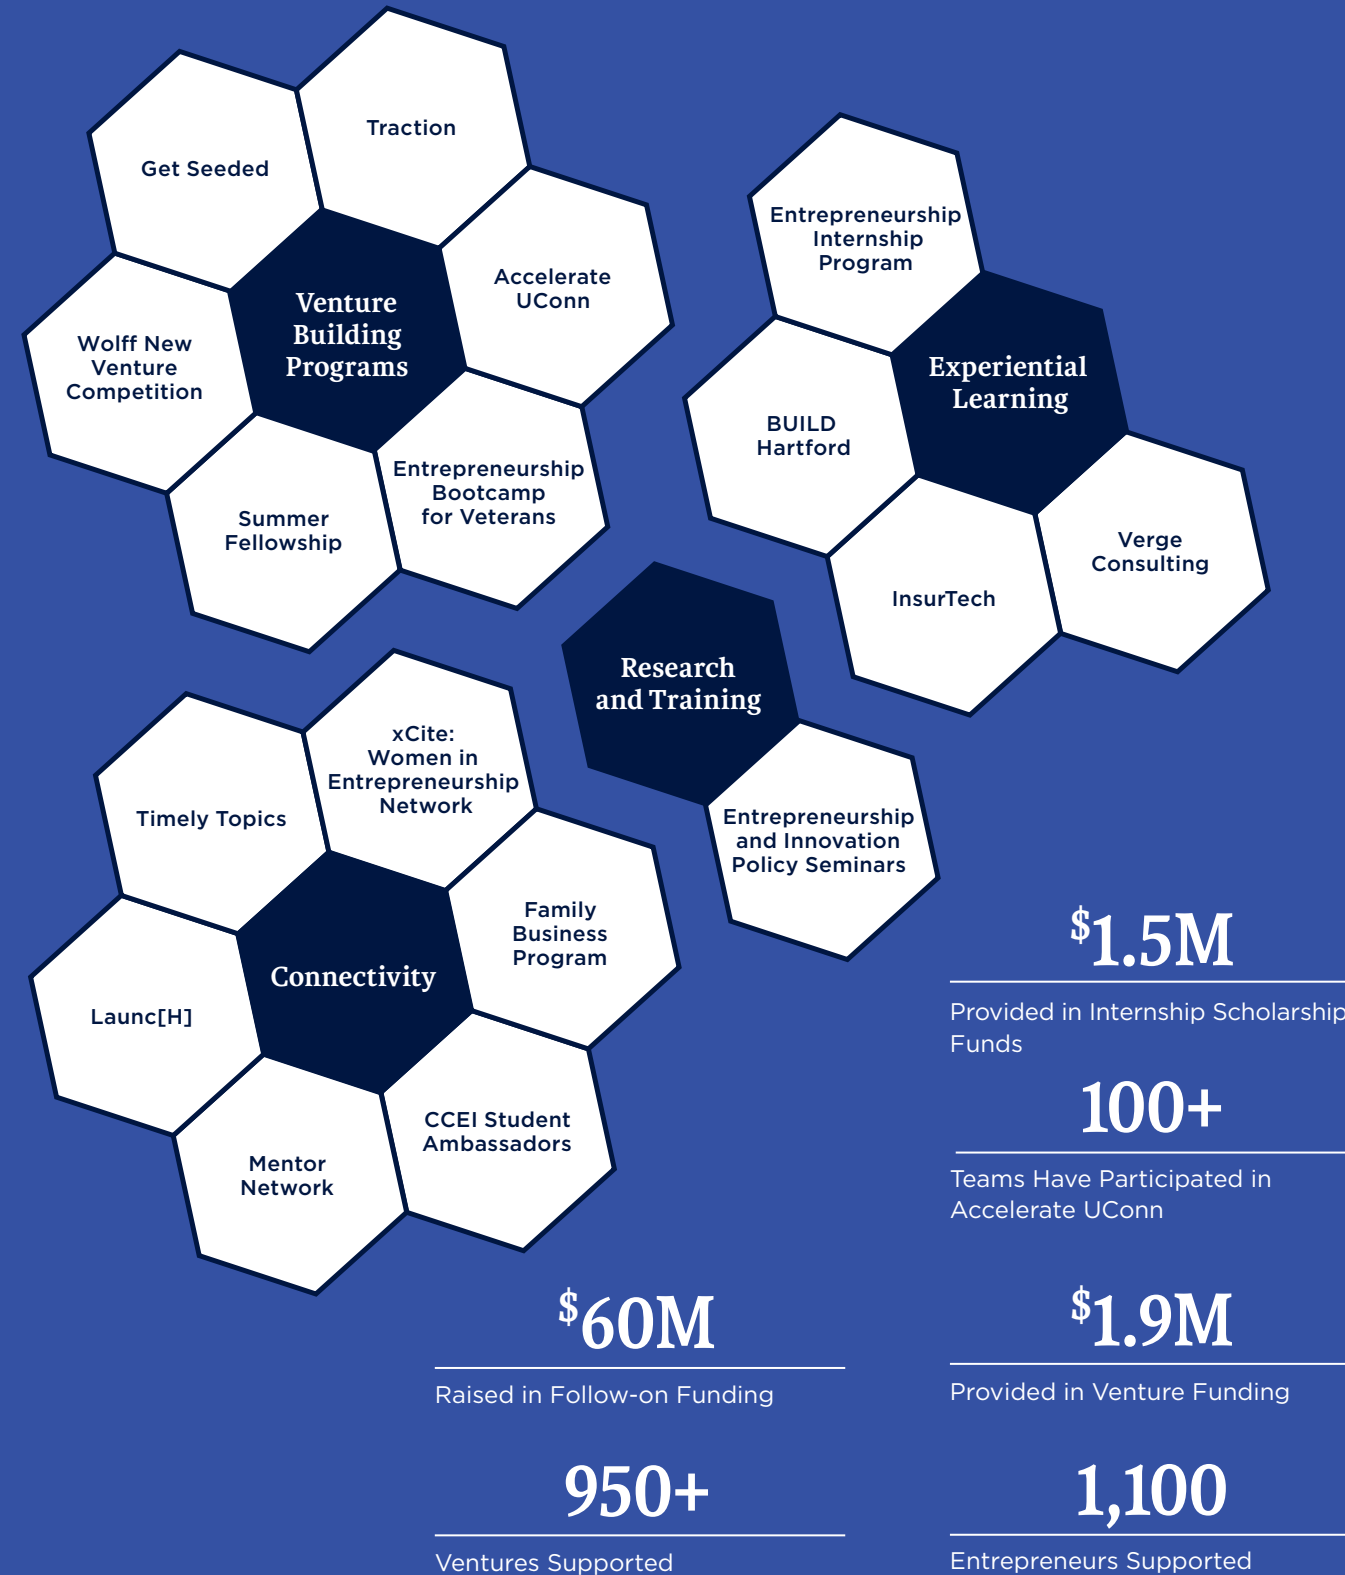 Traction
Get Seeded
Accelerate
UConn
Venture
Building
Programs
Wolff New
Venture
Competition
Entrepreneurship
Bootcamp
for Veterans
Summer
Fellowship
Entrepreneurship
Internship
Program
Experiential
Learning
BUILD
Hartford
Verge
Consulting
InsurTech
Research
and Training
Entrepreneurship
and Innovation
Policy Seminars
xCite:
Women in
Entrepreneurship
Network
Timely Topics
Family
Business
Program
Connectivity
Launc[H]
CCEI Student
Ambassadors
Mentor
Network
$1.5M
Provided in Internship Scholarship
Funds
100+
Teams Have Participated in
Accelerate UConn
$60M
Raised in Follow-on Funding
$1.9M
Provided in Venture Funding
950+
Ventures Supported
1,100
Entrepreneurs Supported